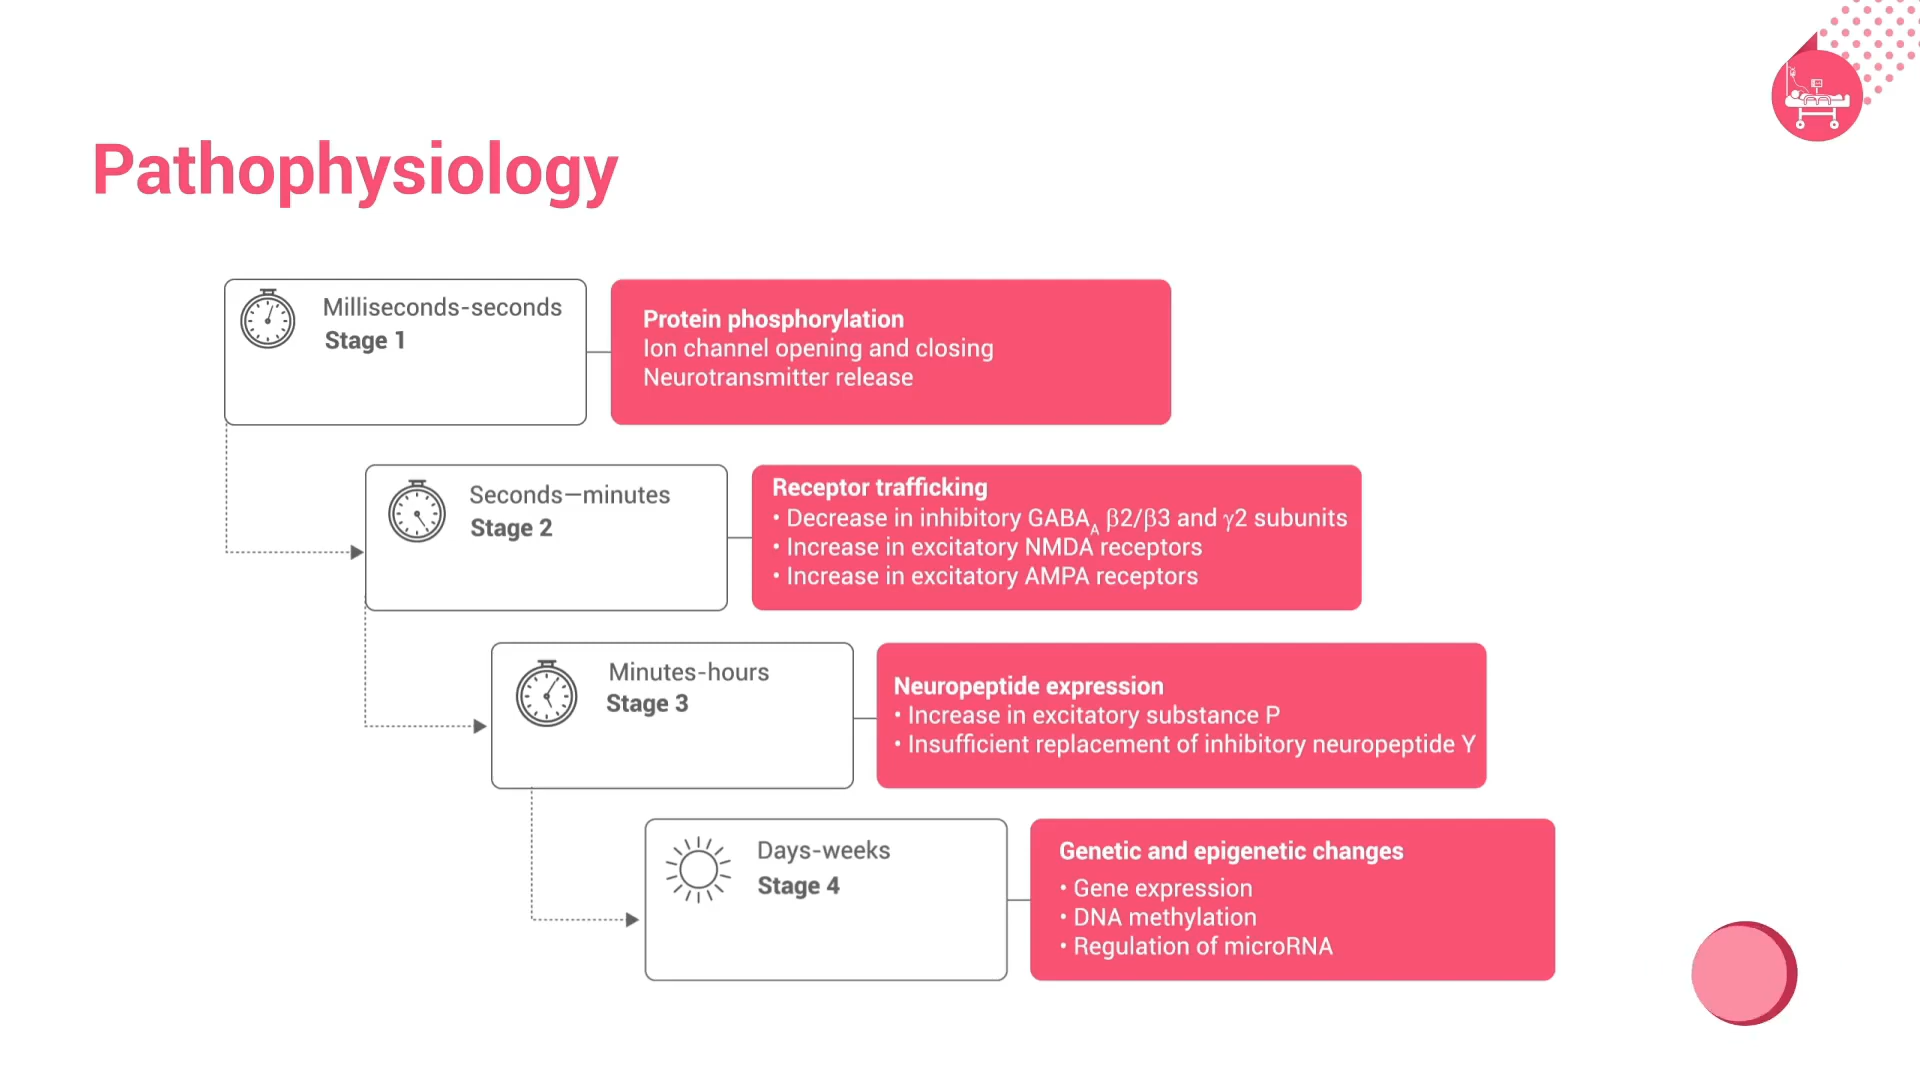 Pathophysiology
Milliseconds-seconds
Stage 1
Protein phosphorylation
Ion channel opening and closing
Neurotransmitter release
Seconds—minutes
Stage 2
Receptor trafficking
• Decrease in inhibitory GABAA β2/β3 and γ2 subunits
• Increase in excitatory NMDA receptors
• Increase in excitatory AMPA receptors
Minutes-hours
Stage 3
Neuropeptide expression
• Increase in excitatory substance P
• Insufficient replacement of inhibitory neuropeptide Y
Days-weeks
Stage 4
Genetic and epigenetic changes
• Gene expression
• DNA methylation
• Regulation of microRNA